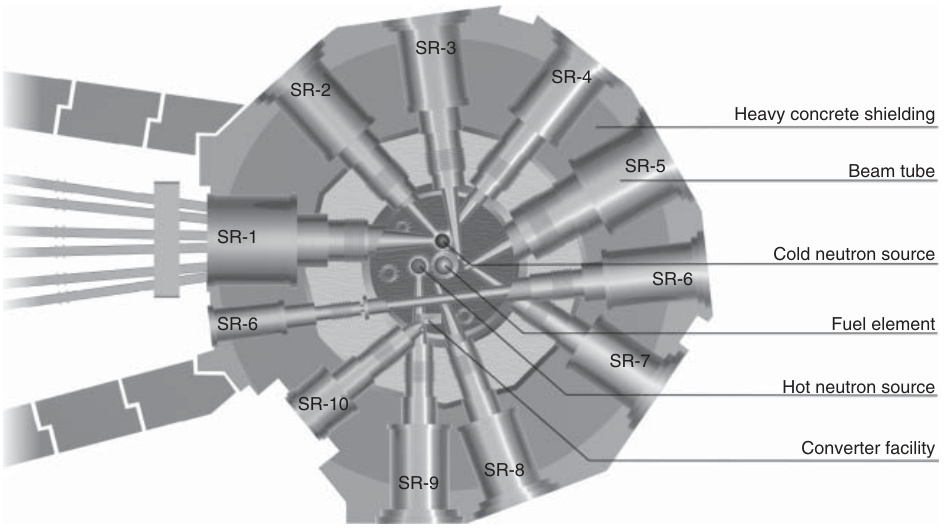 SR-3
SR-4
SR-2
Heavy concrete shielding
SR-5
Beam tube
SR-1
Cold neutron source
SR-6
SR-6
Fuel element
SR-7
Hot neutron source
SR-10
Converter facility
SR-8
SR-9